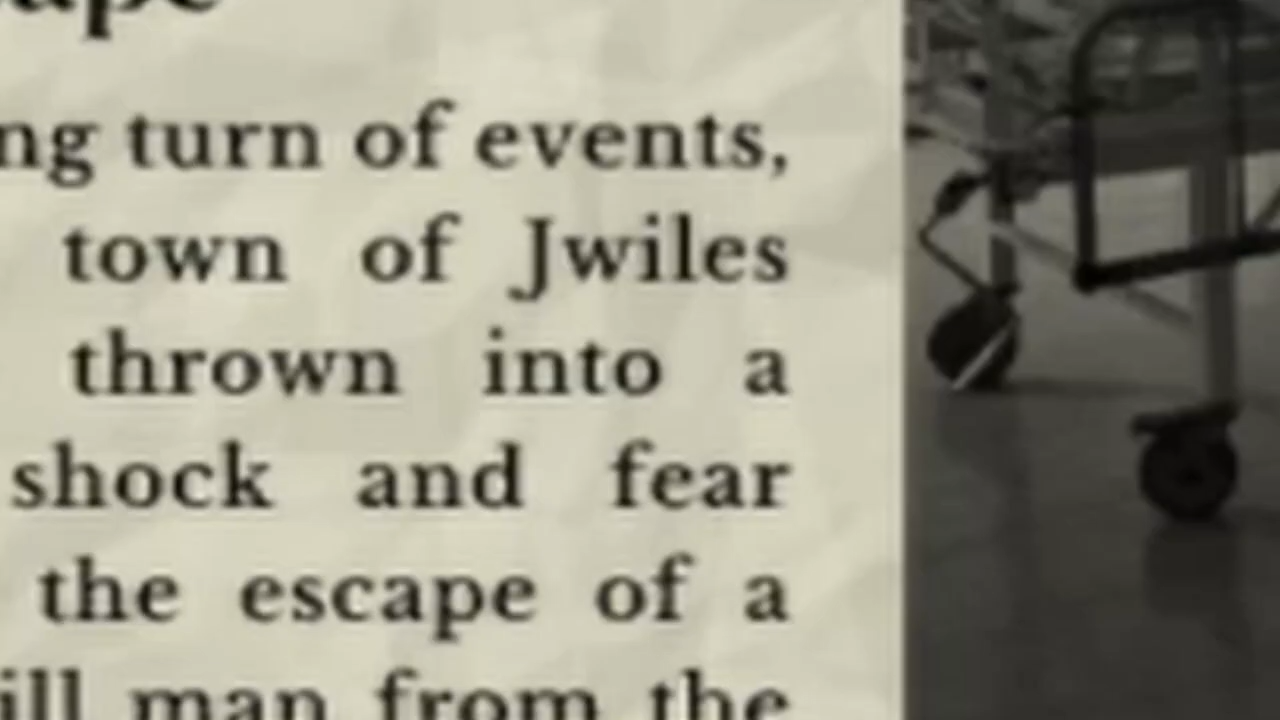 ng turn of events,
town of Jwiles
thrown into a
shock and fear
the escape of a
ill man from the